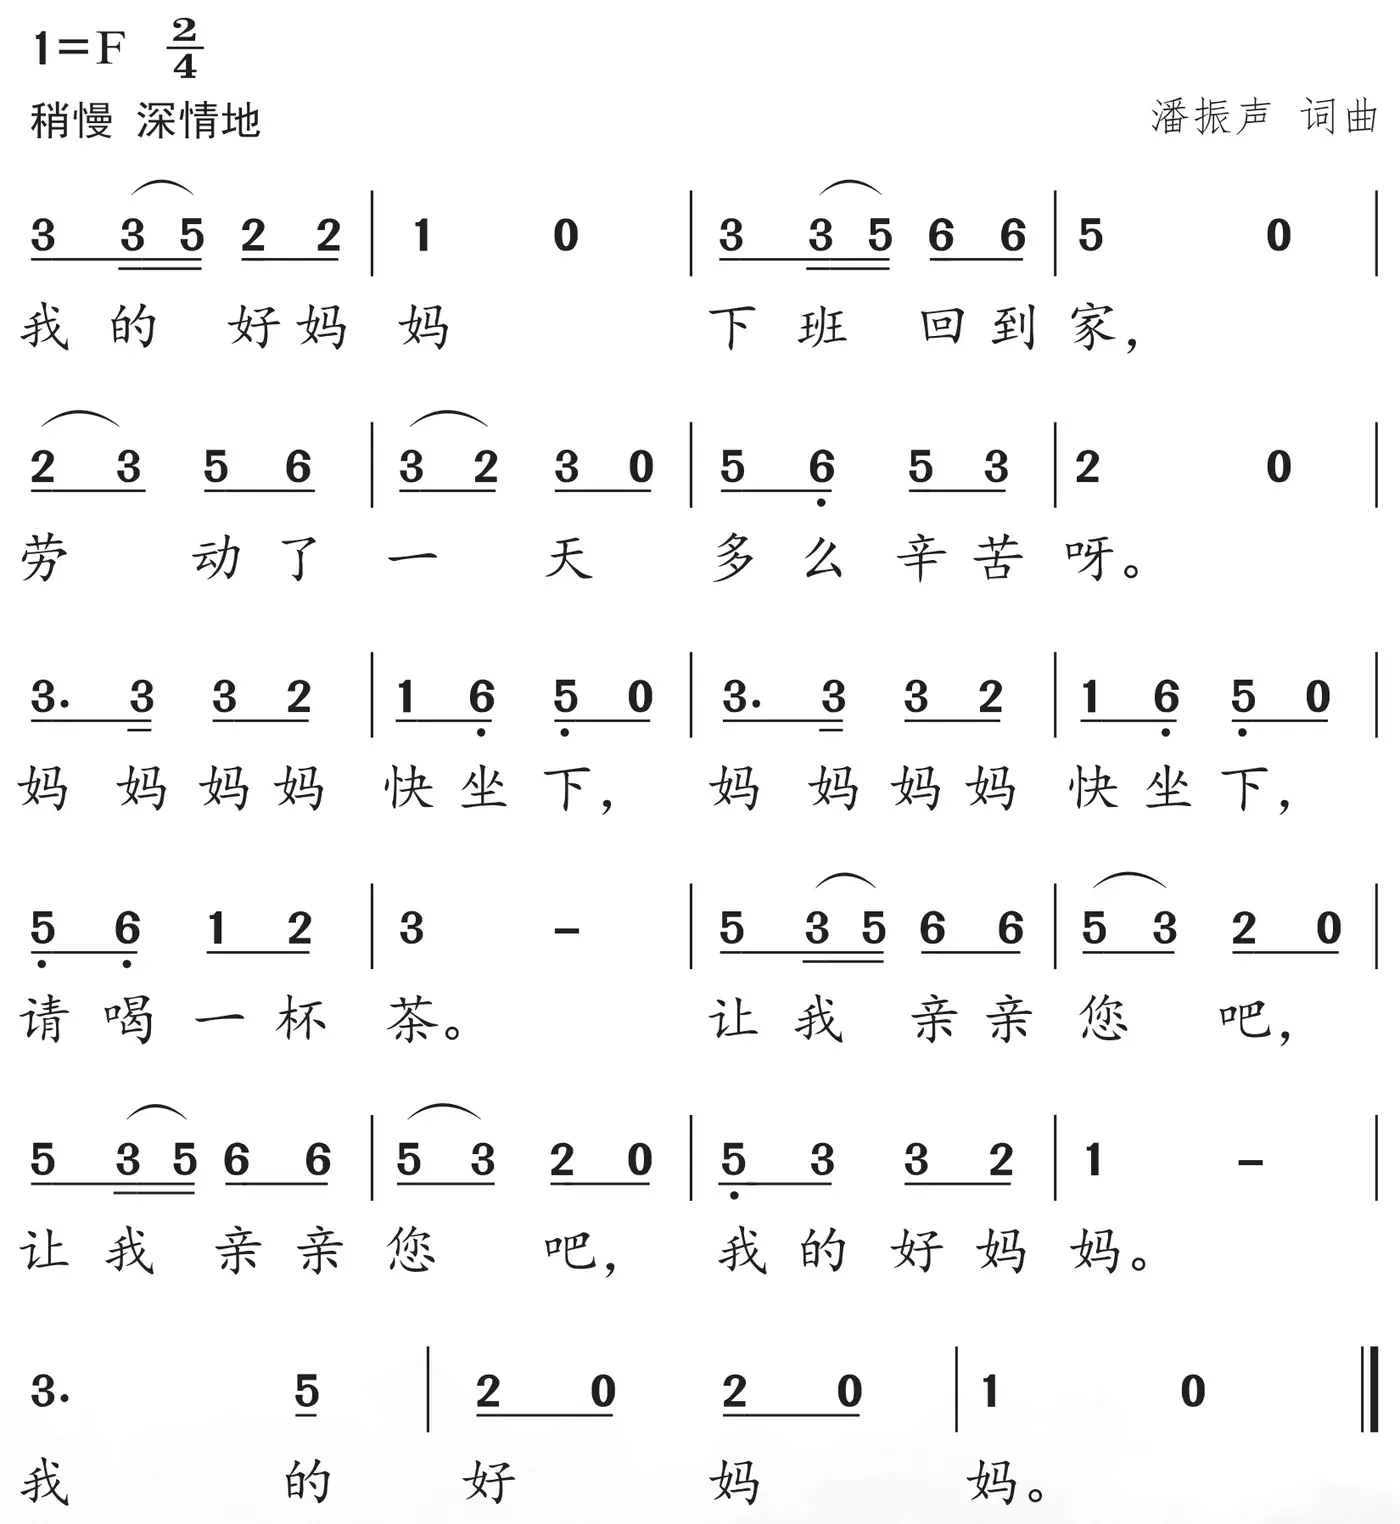 1=F 2/4
稍慢 深情地 潘振声 词曲
3 3 5 2 2 | 1 0 | 3 3 5 6 6 | 5 0 |
我的 好妈妈 下班 回到家，
2 3 5 6 | 3 2 3 0 | 5 6 5 3 | 2 0 |
劳 动了一 天 多么辛苦呀。
3. 3 3 2 | 1 6 5 0 | 3. 3 3 2 | 1 6 5 0 |
妈妈妈妈 快坐下， 妈妈妈妈 快坐下，
5 6 1 2 | 3 – | 5 3 5 6 6 | 5 3 2 0 |
请喝一杯 茶。 让我 亲亲您 吧，
5 3 5 6 6 | 5 3 2 0 | 5 3 3 2 | 1 – |
让我 亲亲您 吧， 我的好妈妈。
3. 5 | 2 0 2 0 | 1 0
我 的 好 妈 妈。